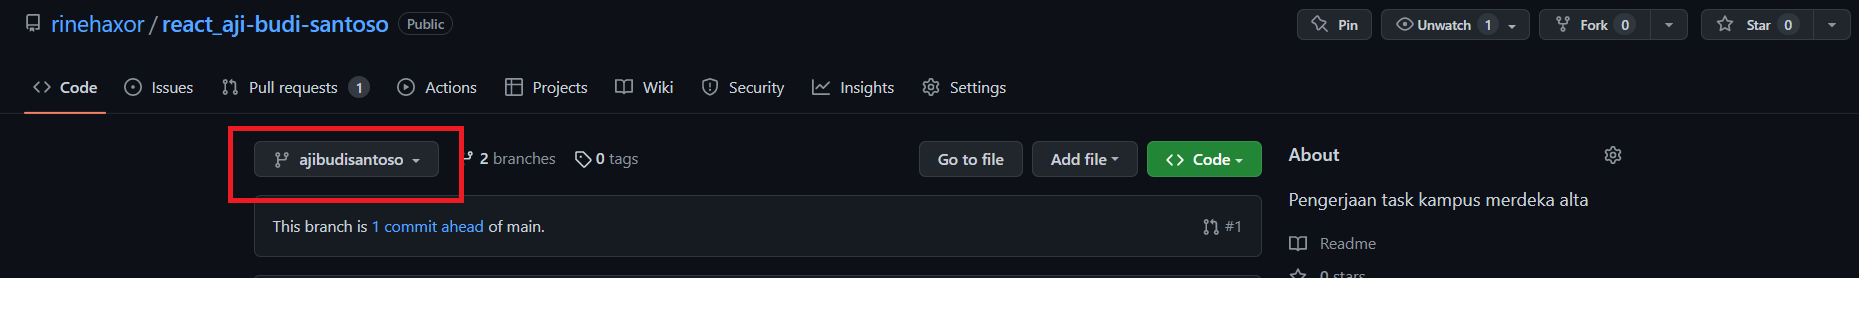 rinehaxor / react_aji-budi-santoso Public Pin Unwatch 1 Fork 0 Star 0
Code Issues Pull requests 1 Actions Projects Wiki Security Insights Settings
ajibudisantoso 2 branches 0 tags Go to file Add file Code
About
Pengerjaan task kampus merdeka alta
This branch is 1 commit ahead of main. #1
Readme
0 stars